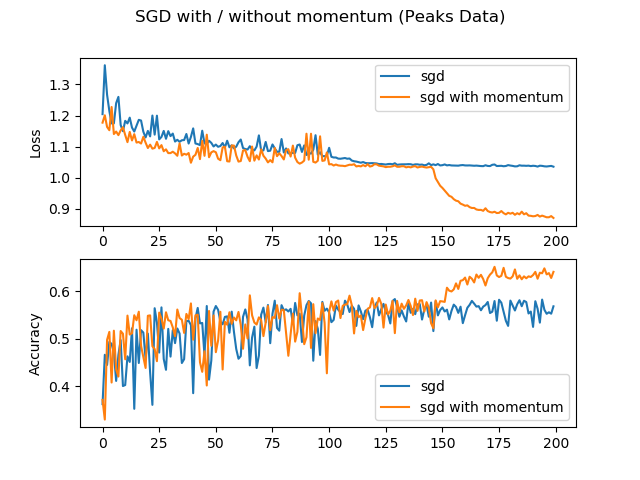 SGD with / without momentum (Peaks Data)
Loss
1.3
1.2
1.1
1.0
0.9
sgd
sgd with momentum
0 25 50 75 100 125 150 175 200
Accuracy
0.6
0.5
0.4
sgd
sgd with momentum
0 25 50 75 100 125 150 175 200